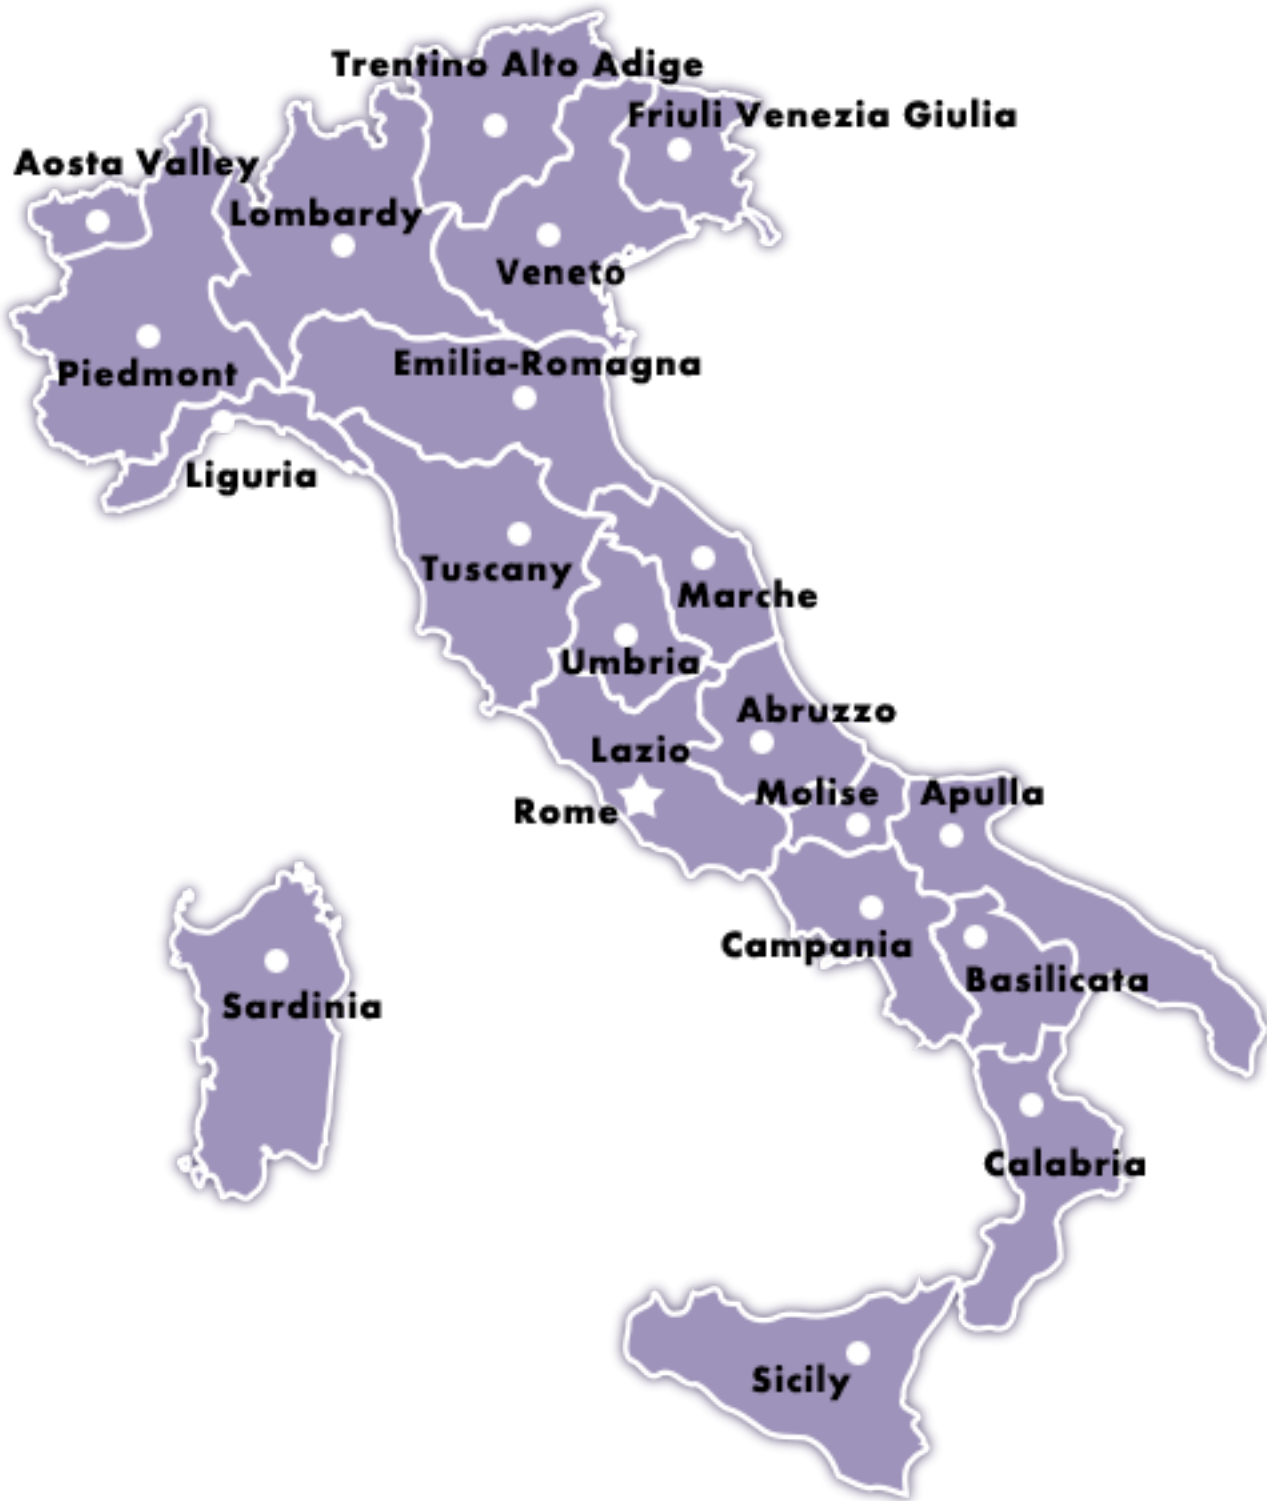 Trentino Alto Adige
Friuli Venezia Giulia
Aosta Valley
Lombardy
Veneto
Emilia-Romagna
Piedmont
Liguria
Tuscany
Marche
Umbria
Abruzzo
Lazio
Molise
Apulla
Rome
Campania
Basilicata
Sardinia
Calabria
Sicily